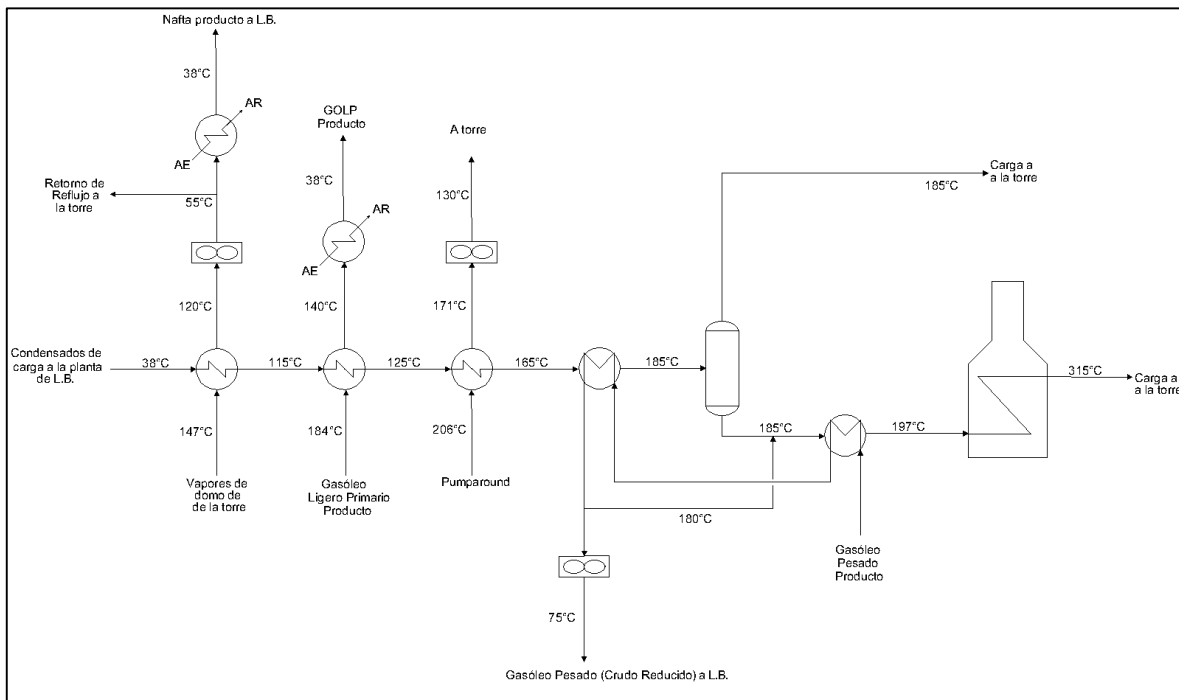 Nafta producto a L.B.
38°C
AR
AE
GOLP
Producto
A torre
Retorno de
Reflujo a
la torre
55°C
38°C
AR
AE
130°C
185°C
Carga a
a la torre
120°C
140°C
171°C
Condensados de
carga a la planta
de L.B.
38°C
115°C
125°C
165°C
185°C
315°C
Carga a
a la torre
147°C
184°C
206°C
185°C
197°C
Vapores de
domo de
de la torre
Gasóleo
Ligero Primario
Producto
Pumparound
180°C
Gasóleo
Pesado
Producto
75°C
Gasóleo Pesado (Crudo Reducido) a L.B.